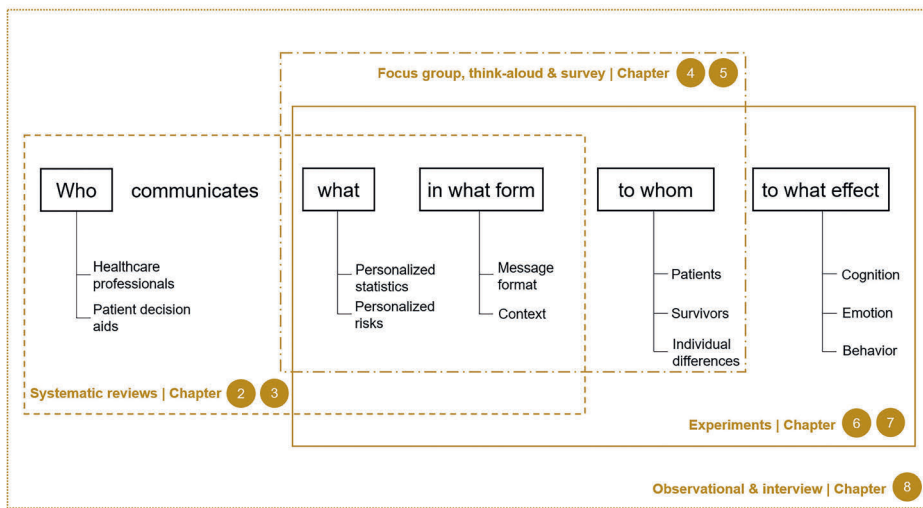 Focus group, think-aloud & survey | Chapter 4 5
Who communicates what in what form to whom to what effect
Healthcare
professionals
Patient decision
aids
Personalized
statistics
Personalized
risks
Message
format
Context
Patients
Survivors
Individual
differences
Cognition
Emotion
Behavior
Systematic reviews | Chapter 2 3
Experiments | Chapter 6 7
Observational & interview | Chapter 8